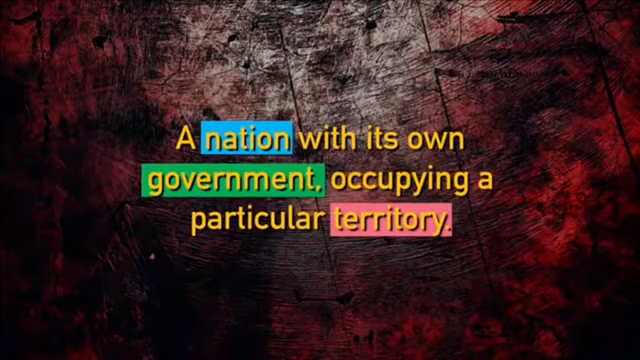 A nation with its own
government, occupying a
particular territory.